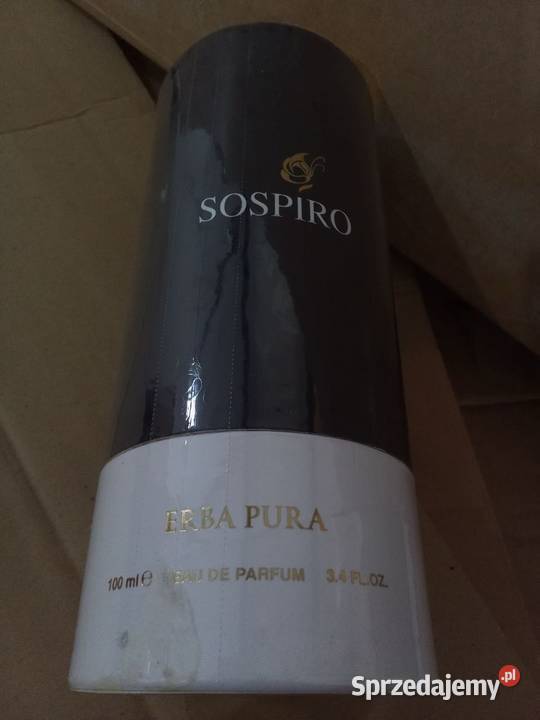 SOSPIRO
ERBA PURA
100 ml e EAU DE PARFUM 3.4 FL.OZ.
Sprzedajemy.pl